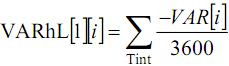 VARhL[1][i] = ∑ Tint −VAR[i] / 3600